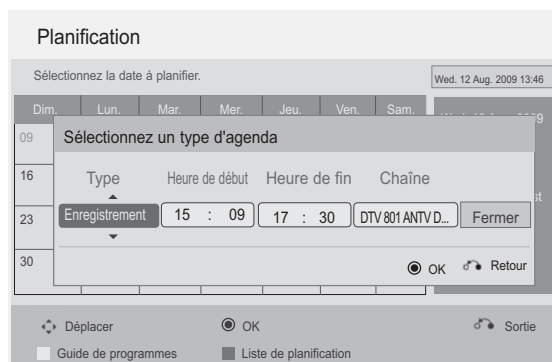 Planification
Sélectionnez la date à planifier.
Wed. 12 Aug. 2009 13:46
Dim. Lun. Mar. Mer. Jeu. Ven. Sam.
09
Sélectionnez un type d'agenda
16
Type Heure de début Heure de fin Chaîne
23
Enregistrement 15 : 09 17 : 30 DTV 801 ANTV D... Fermer
30
OK Retour
Déplacer OK Sortie
Guide de programmes Liste de planification